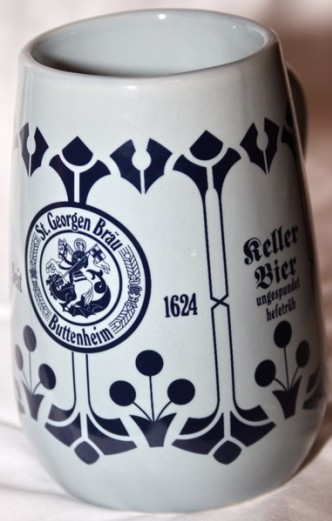 St. Georgen Bräu
Buttenheim
1624
Keller
Bier
ungespundet
hefetrüb